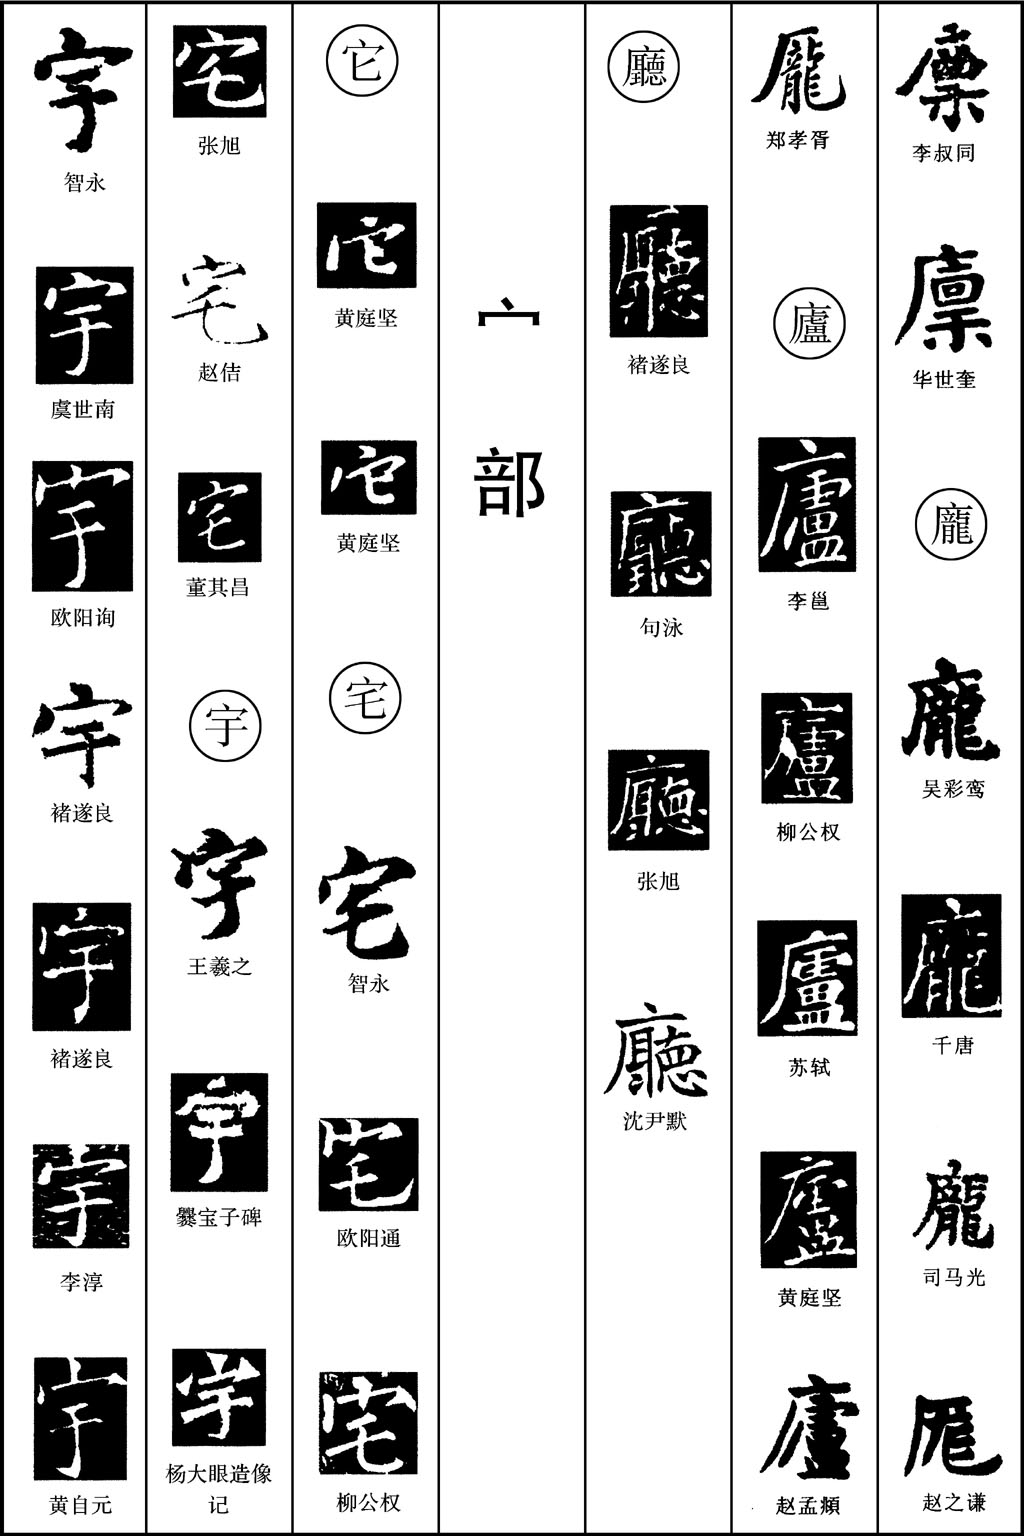 廪
李叔同
廪
华世奎
龐
龐
吴彩鸾
龐
千唐
龐
司马光
龐
赵之谦
龐
郑孝胥
廬
廬
李邕
廬
柳公权
廬
苏轼
廬
黄庭坚
廬
赵孟頫
廳
廳
褚遂良
廳
句泳
廳
张旭
廳
沈尹默
宀部
它
它
黄庭坚
它
黄庭坚
宅
宅
智永
宅
欧阳通
宅
柳公权
宅
张旭
宅
赵佶
宅
董其昌
宇
宇
王羲之
宇
爨宝子碑
宇
杨大眼造像
记
宇
智永
宇
虞世南
宇
欧阳询
宇
褚遂良
宇
褚遂良
宇
李淳
宇
黄自元